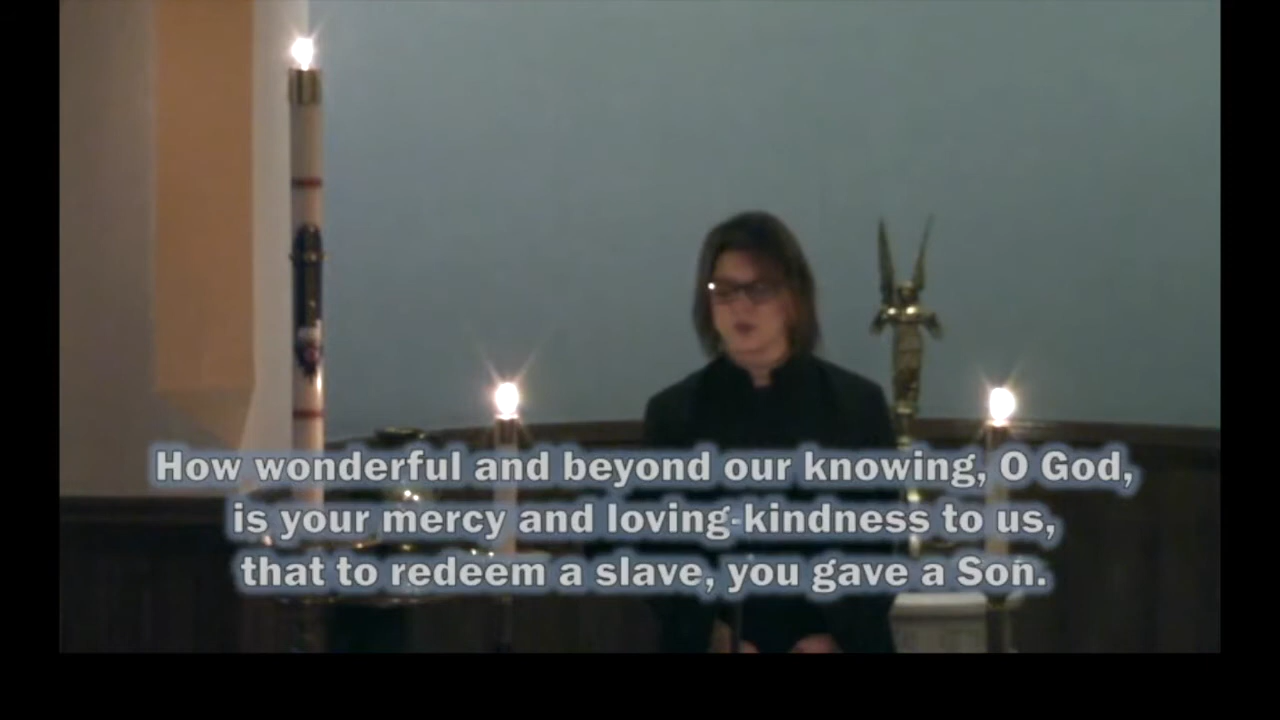 How wonderful and beyond our knowing, O God,
is your mercy and loving-kindness to us,
that to redeem a slave, you gave a Son.